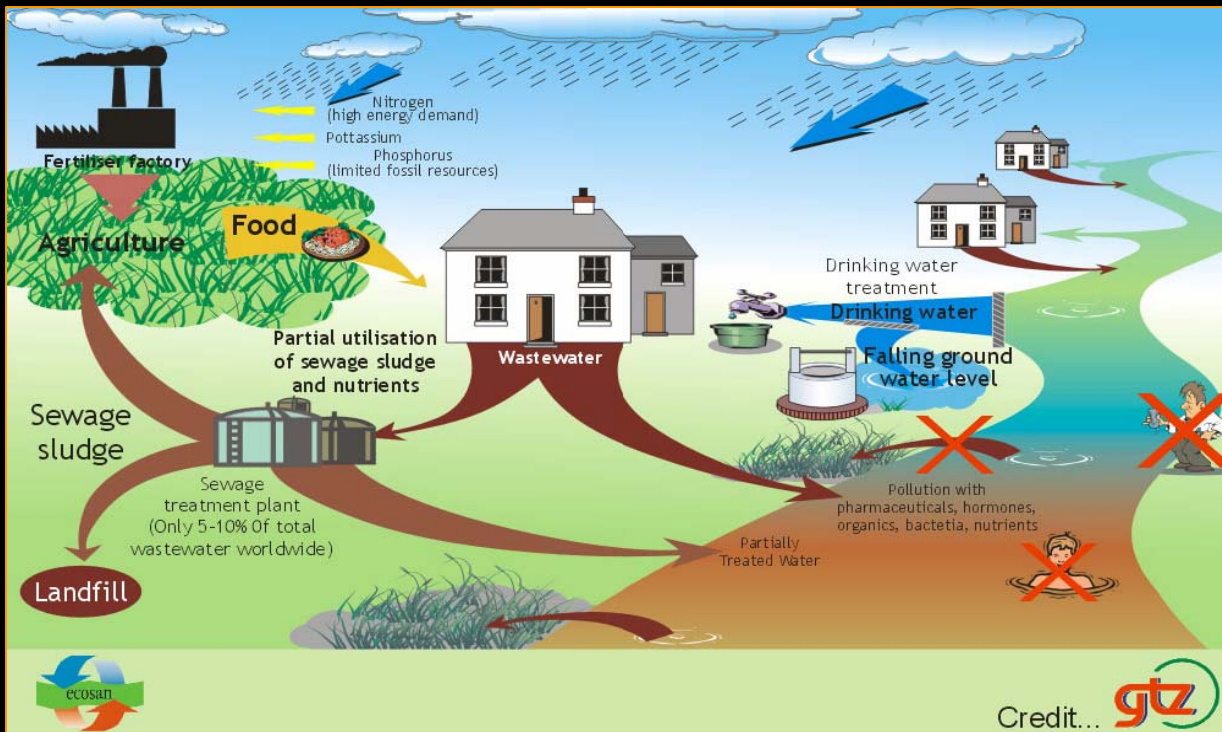 Nitrogen
(high energy demand)
Pottassium
Phosphorus
(limited fossil resources)
Fertiliser factory
Agriculture
Food
Drinking water
treatment
Drinking water
Falling ground
water level
Partial utilisation
of sewage sludge
and nutrients
Wastewater
Sewage
sludge
Sewage
treatment plant
(Only 5-10% Of total
wastewater worldwide)
Pollution with
pharmaceuticals, hormones,
organics, bactetia, nutrients
Partially
Treated Water
Landfill
ecosan
Credit...
gtz